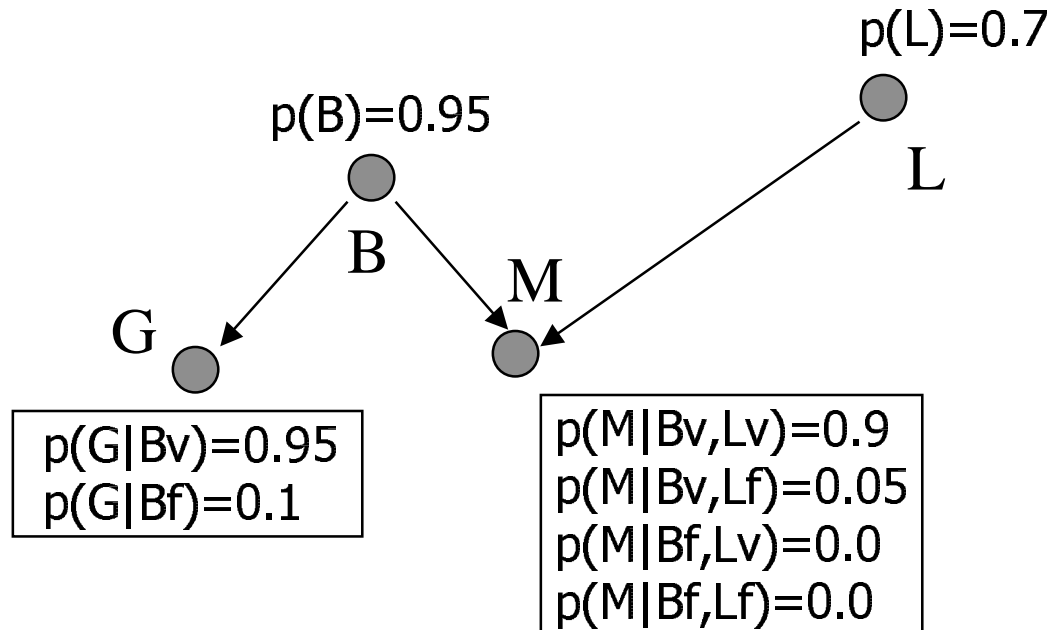 p(L)=0.7
p(B)=0.95
L
B
M
G
p(G|Bv)=0.95
p(G|Bf)=0.1
p(M|Bv,Lv)=0.9
p(M|Bv,Lf)=0.05
p(M|Bf,Lv)=0.0
p(M|Bf,Lf)=0.0